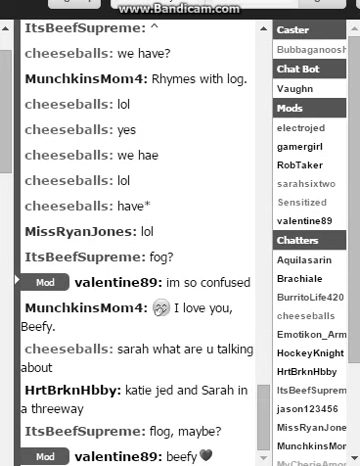 www.Bandicam.com
ItsBeefSupreme: ^
cheeseballs: we have?
MunchkinsMom4: Rhymes with log.
cheeseballs: lol
cheeseballs: yes
cheeseballs: we hae
cheeseballs: lol
cheeseballs: have*
MissRyanJones: lol
ItsBeefSupreme: fog?
Mod valentine89: im so confused
MunchkinsMom4: I love you,
Beefy.
cheeseballs: sarah what are u talking
about
HrtBrknHbby: katie jed and Sarah in
a threeway
ItsBeefSupreme: flog, maybe?
Mod valentine89: beefy♥
Caster
Bubbaganoosh
Chat Bot
Vaughn
Mods
electrojed
gamergirl
RobTaker
sarahsixtwo
Sensitized
valentine89
Chatters
Aquilasarin
Brachiale
BurritoLife420
cheeseballs
Emotikon_Arm
HockeyKnight
HrtBrknHbby
ItsBeefSuprem
jason123456
MissRyanJones
MunchkinsMom
MyCherieAmo